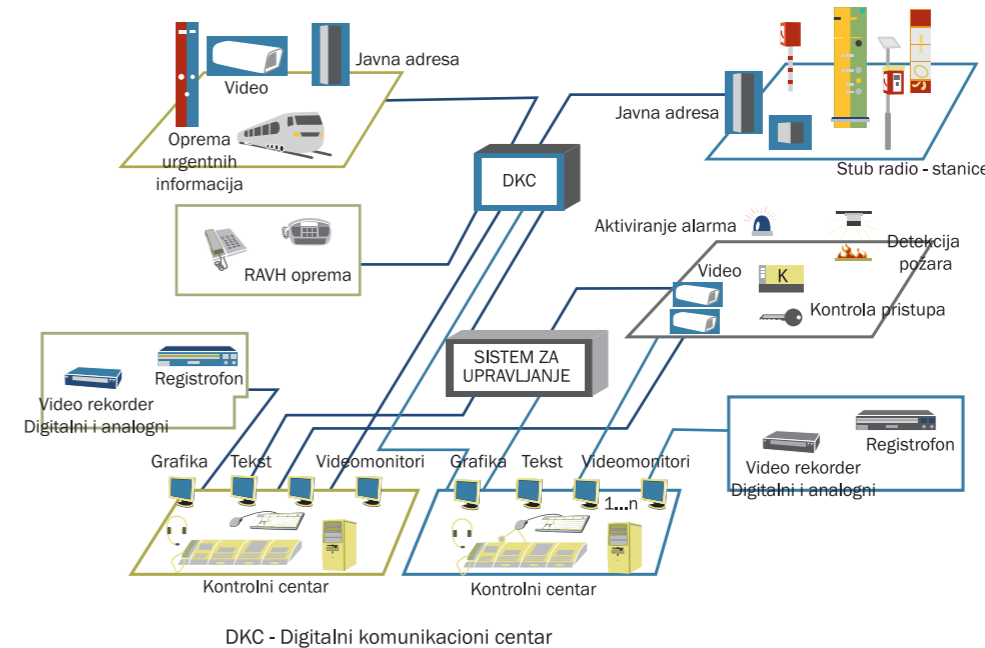 Javna adresa
Video
Oprema
urgentnih
informacija
Javna adresa
Stub radio - stanice
DKC
RAVH oprema
Aktiviranje alarma
Detekcija
požara
Video
K
Kontrola pristupa
SISTEM ZA
UPRAVLJANJE
Registrofon
Video rekorder
Digitalni i analogni
Registrofon
Video rekorder
Digitalni i analogni
Grafika Tekst Videomonitori
Grafika Tekst Videomonitori
1...n
Kontrolni centar
Kontrolni centar
DKC - Digitalni komunikacioni centar